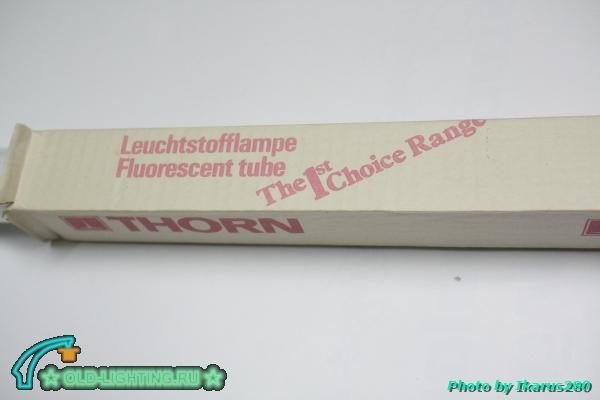 Leuchtstofflampe
Fluorescent tube
The 1st Choice Range
THORN
OLD-LIGHTING.RU
Photo by Ikarus280